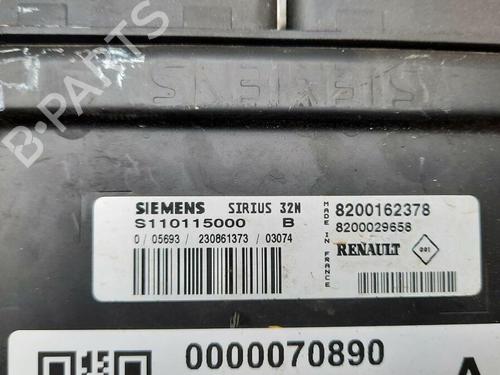 SIEMENS
B-PARTS
SIEMENS SIRIUS 32N
S110115000 B
0 / 05693 / 230861373 / 03074
MADE IN FRANCE
8200162378
8200029658
RENAULT 001
0000070890
A